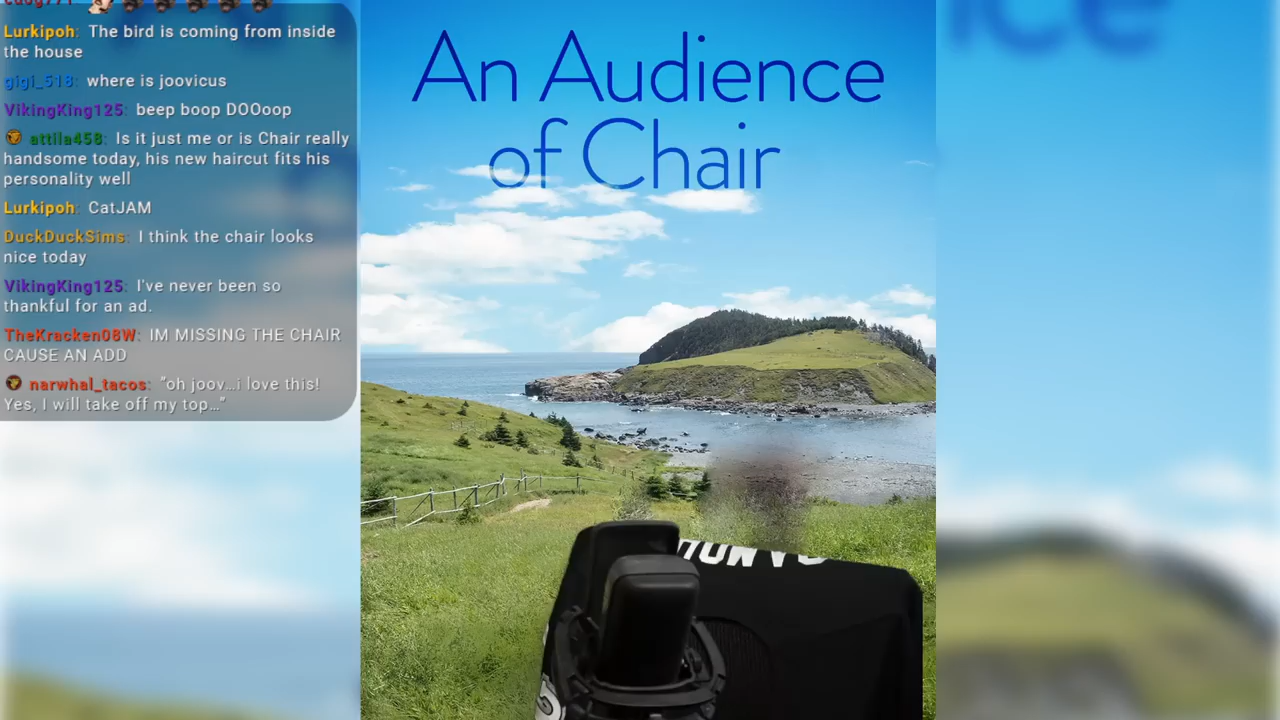 Lurkipoh: The bird is coming from inside
the house
gigi_518: where is joovicus
VikingKing125: beep boop DOOoop
attila458: Is it just me or is Chair really
handsome today, his new haircut fits his
personality well
Lurkipoh: CatJAM
DuckDuckSims: I think the chair looks
nice today
VikingKing125: I've never been so
thankful for an ad.
TheKracken08W: IM MISSING THE CHAIR
CAUSE AN ADD
narwhal_tacos: "oh joov...i love this!
Yes, I will take off my top..."
An Audience
of Chair